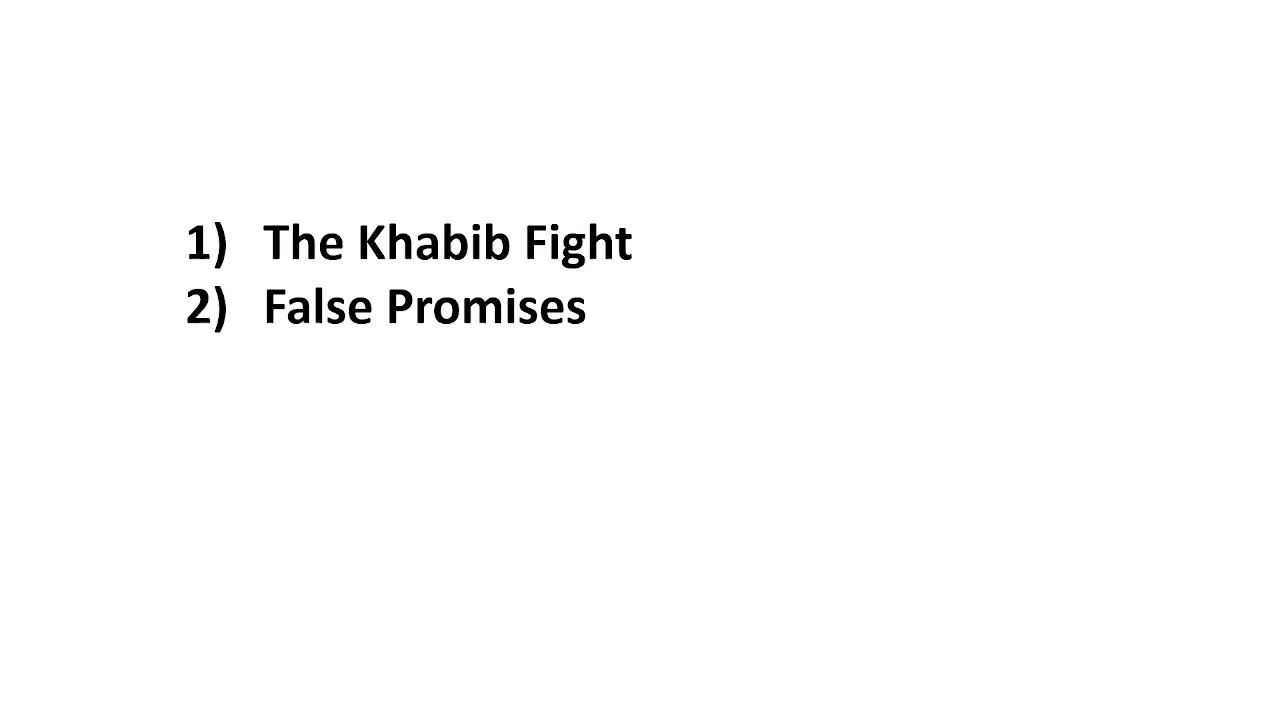 1) The Khabib Fight
2) False Promises